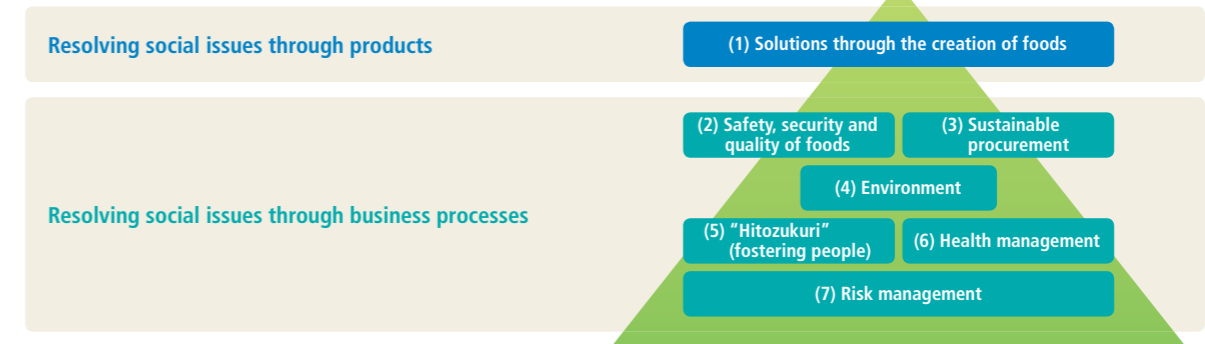 Resolving social issues through products
(1) Solutions through the creation of foods
Resolving social issues through business processes
(2) Safety, security and
quality of foods
(3) Sustainable
procurement
(4) Environment
(5) “Hitozukuri”
(fostering people)
(6) Health management
(7) Risk management